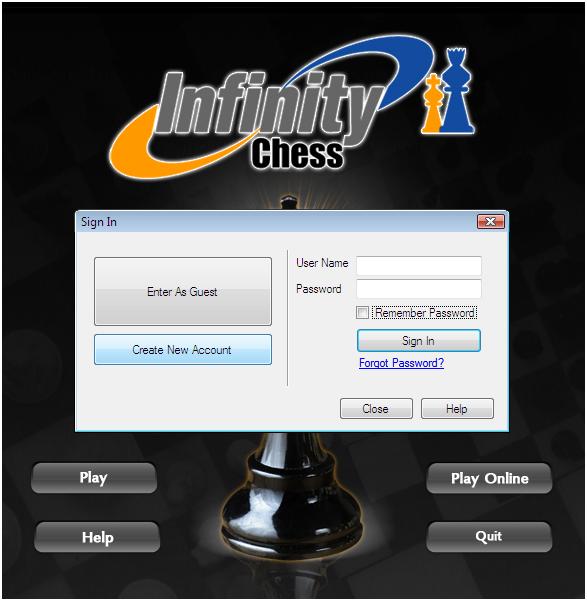 Infinity
Chess
Sign In
Enter As Guest
Create New Account
User Name
Password
Remember Password
Sign In
Forgot Password?
Close
Help
Play
Play Online
Help
Quit